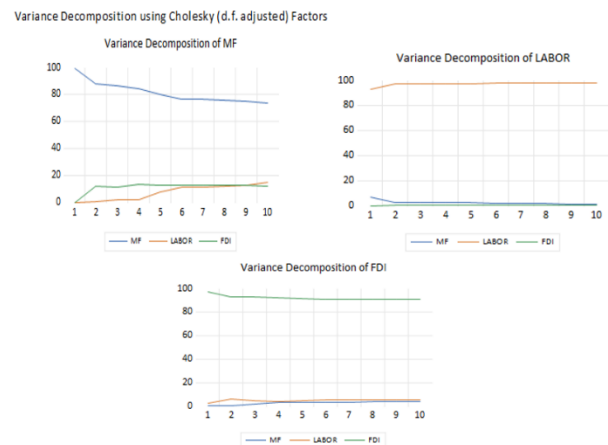 Variance Decomposition using Cholesky (d.f. adjusted) Factors
Variance Decomposition of MF
100
80
60
40
20
0
1 2 3 4 5 6 7 8 9 10
MF LABOR FDI
Variance Decomposition of LABOR
100
80
60
40
20
0
1 2 3 4 5 6 7 8 9 10
MF LABOR FDI
Variance Decomposition of FDI
100
80
60
40
20
0
1 2 3 4 5 6 7 8 9 10
MF LABOR FDI